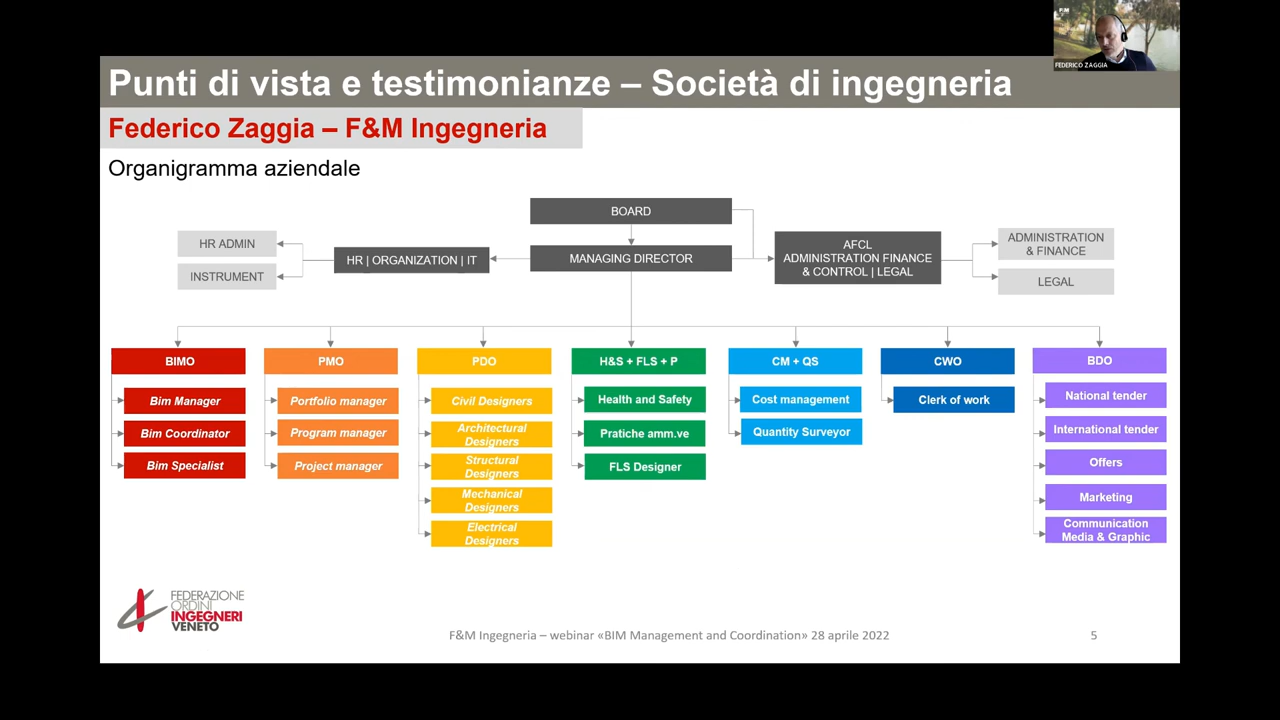 F&M
FEDERICO ZAGGIA
Punti di vista e testimonianze – Società di ingegneria
Federico Zaggia – F&M Ingegneria
Organigramma aziendale
BOARD
MANAGING DIRECTOR
HR | ORGANIZATION | IT
HR ADMIN
INSTRUMENT
AFCL
ADMINISTRATION FINANCE
& CONTROL | LEGAL
ADMINISTRATION
& FINANCE
LEGAL
BIMO
Bim Manager
Bim Coordinator
Bim Specialist
PMO
Portfolio manager
Program manager
Project manager
PDO
Civil Designers
Architectural
Designers
Structural
Designers
Mechanical
Designers
Electrical
Designers
H&S + FLS + P
Health and Safety
Pratiche amm.ve
FLS Designer
CM + QS
Cost management
Quantity Surveyor
CWO
Clerk of work
BDO
National tender
International tender
Offers
Marketing
Communication
Media & Graphic
FEDERAZIONE
ORDINI
INGEGNERI
VENETO
F&M Ingegneria – webinar «BIM Management and Coordination» 28 aprile 2022
5